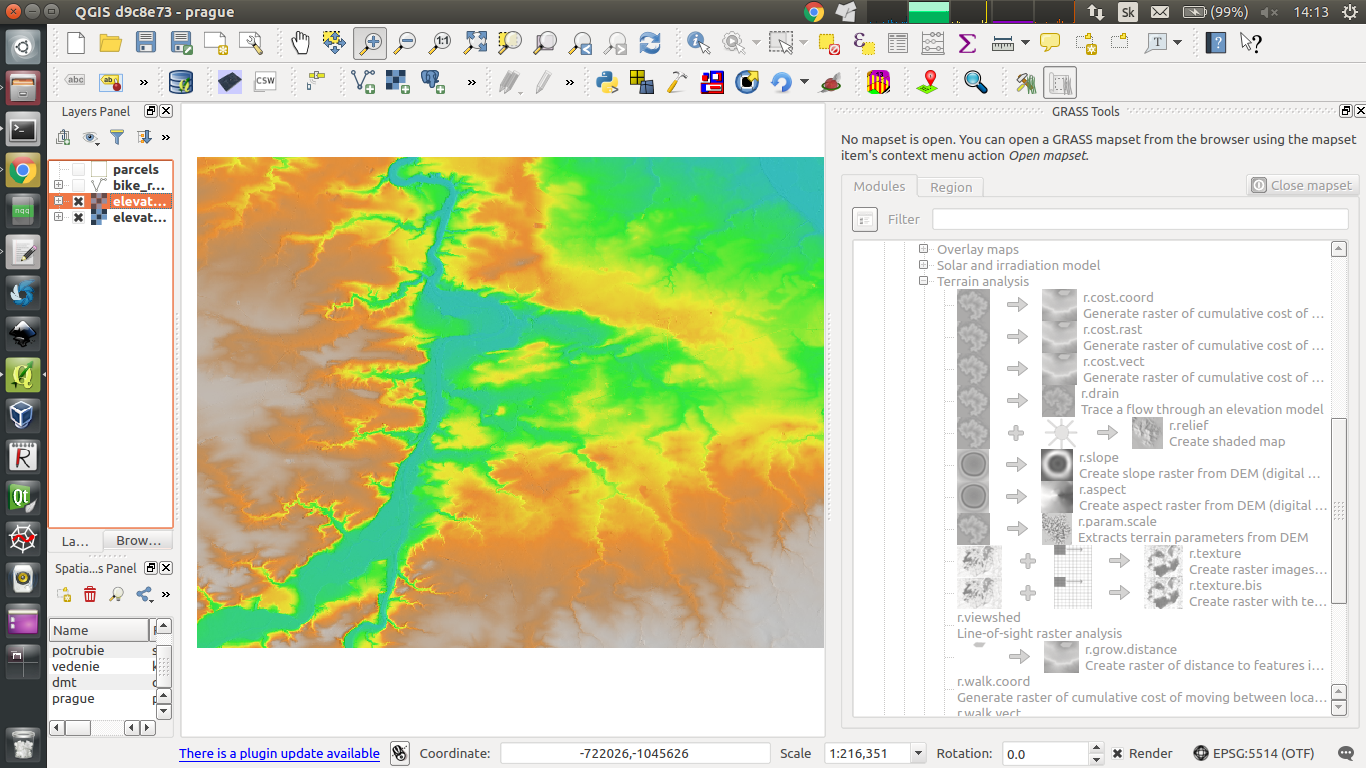 QGIS d9c8e73 - prague
Sk
(99%)
14:13
abc
ab
»
CSW
»
»
Layers Panel
»
parcels
bike_r...
elevat...
elevat...
La...
Brow...
Spatia...s Panel
»
Name
potrubie
vedenie
dmt
prague
GRASS Tools
No mapset is open. You can open a GRASS mapset from the browser using the mapset
item's context menu action Open mapset.
Modules
Region
Close mapset
Filter
Overlay maps
Solar and irradiation model
Terrain analysis
r.cost.coord
Generate raster of cumulative cost of ...
r.cost.rast
Generate raster of cumulative cost of ...
r.cost.vect
Generate raster of cumulative cost of ...
r.drain
Trace a flow through an elevation model
r.relief
Create shaded map
r.slope
Create slope raster from DEM (digital ...
r.aspect
Create aspect raster from DEM (digital ...
r.param.scale
Extracts terrain parameters from DEM
r.texture
Create raster images...
r.texture.bis
Create raster with te...
r.viewshed
Line-of-sight raster analysis
r.grow.distance
Create raster of distance to features i...
r.walk.coord
Generate raster of cumulative cost of moving between loca...
r.walk.vect
There is a plugin update available
Coordinate:
-722026,-1045626
Scale
1:216,351
Rotation:
0.0
Render
EPSG:5514 (OTF)